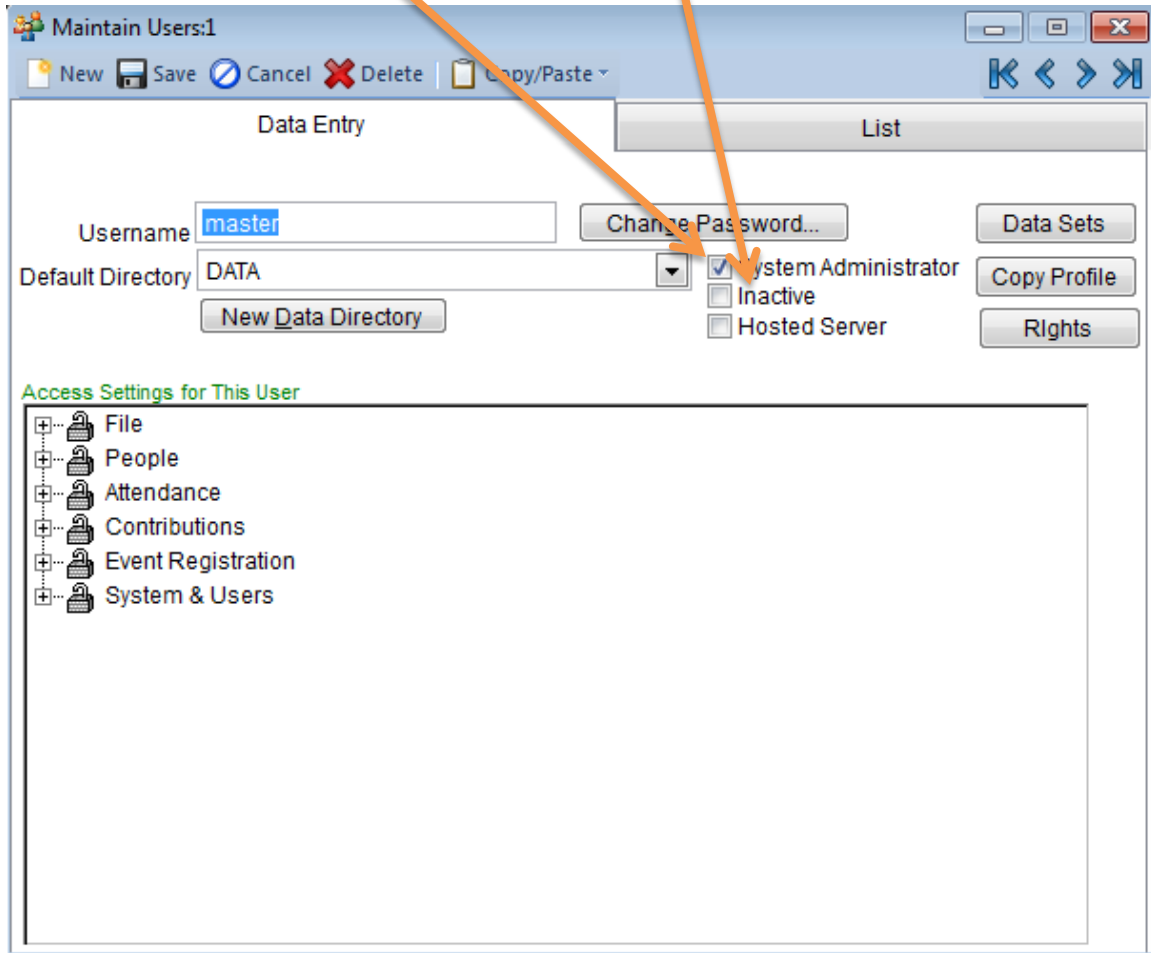 Maintain Users:1
New Save Cancel Delete Copy/Paste
Data Entry List
Username master Change Password... Data Sets
Default Directory DATA System Administrator Copy Profile
Inactive
New Data Directory Hosted Server RIghts
Access Settings for This User
File
People
Attendance
Contributions
Event Registration
System & Users